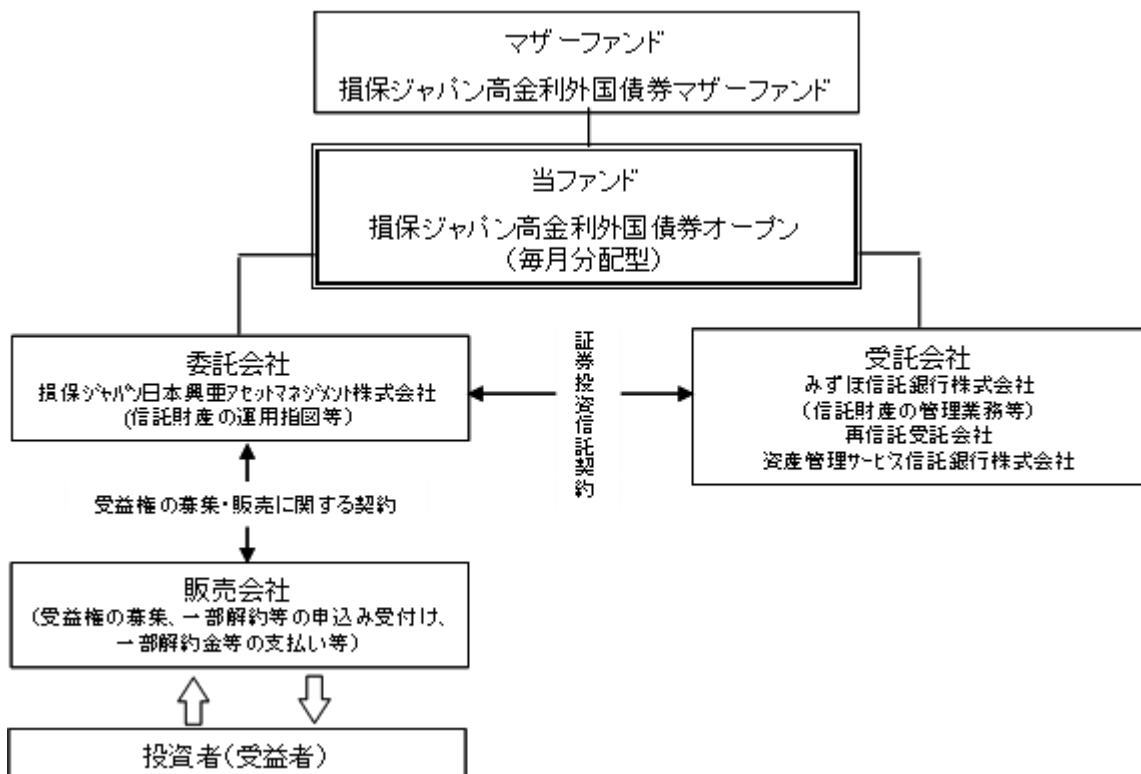 マザーファンド
損保ジャパン高金利外国債券マザーファンド
当ファンド
損保ジャパン高金利外国債券オープン
（毎月分配型）
委託会社
損保ジャパン日本興亜アセットマネジメント株式会社
(信託財産の運用指図等）
証券投資信託契約
受託会社
みずほ信託銀行株式会社
（信託財産の管理業務等）
再信託受託会社
資産管理サービス信託銀行株式会社
受益権の募集・販売に関する契約
販売会社
（受益権の募集、一部解約等の申込み受付け、
一部解約金等の支払い等）
投資者（受益者）